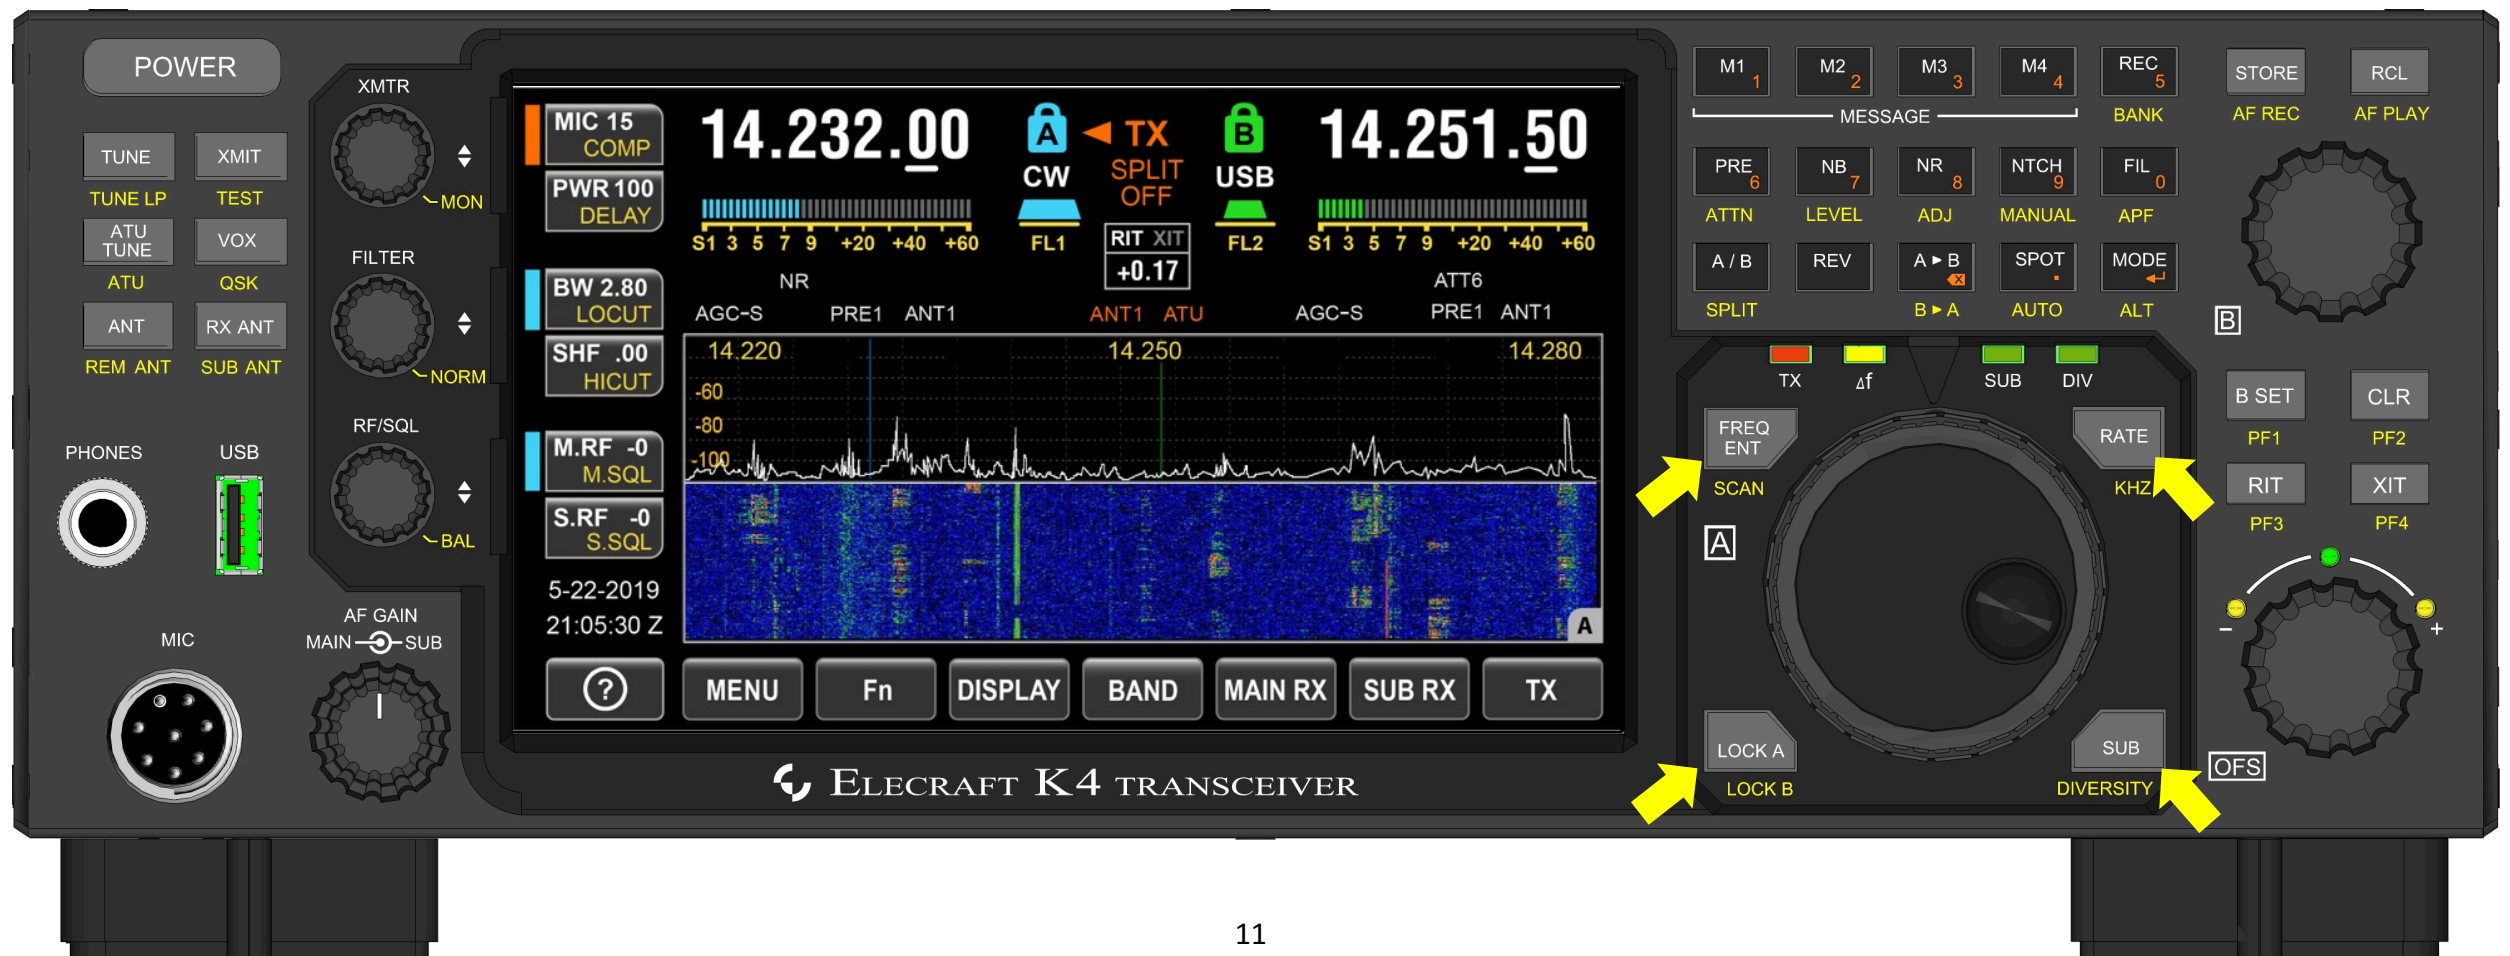 POWER
TUNE
XMIT
TUNE LP
TEST
ATU
TUNE
VOX
ATU
QSK
ANT
RX ANT
REM ANT
SUB ANT
PHONES
USB
MIC
XMTR
MON
FILTER
NORM
RF/SQL
BAL
AF GAIN
MAIN
SUB
MIC 15
COMP
PWR 100
DELAY
BW 2.80
LOCUT
SHF .00
HICUT
M.RF -0
M.SQL
S.RF -0
S.SQL
5-22-2019
21:05:30 Z
?
14.232.00
A
◄ TX
B
14.251.50
CW
SPLIT
OFF
USB
S1 3 5 7 9 +20 +40 +60
FL1
RIT XIT
+0.17
FL2
S1 3 5 7 9 +20 +40 +60
NR
ATT6
AGC-S
PRE1
ANT1
ANT1 ATU
AGC-S
PRE1
ANT1
14.220
14.250
14.280
-60
-80
-100
A
MENU
Fn
DISPLAY
BAND
MAIN RX
SUB RX
TX
ELECRAFT K4 TRANSCEIVER
M1 1
M2 2
M3 3
M4 4
REC 5
MESSAGE
BANK
STORE
RCL
AF REC
AF PLAY
PRE 6
NB 7
NR 8
NTCH 9
FIL 0
ATTN
LEVEL
ADJ
MANUAL
APF
A / B
REV
A ► B
SPOT .
MODE
SPLIT
B ► A
AUTO
ALT
B
TX
Δf
SUB
DIV
FREQ
ENT
RATE
SCAN
KHZ
A
LOCK A
SUB
LOCK B
DIVERSITY
B SET
CLR
PF1
PF2
RIT
XIT
PF3
PF4
−
+
OFS
11